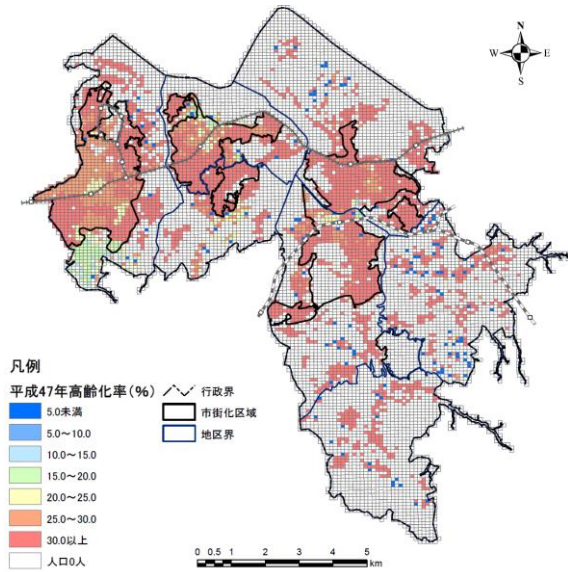 N
W E
S
凡例
平成47年高齢化率(%)
5.0未満
5.0～10.0
10.0～15.0
15.0～20.0
20.0～25.0
25.0～30.0
30.0以上
人口0人
行政界
市街化区域
地区界
0 0.5 1 2 3 4 5
km